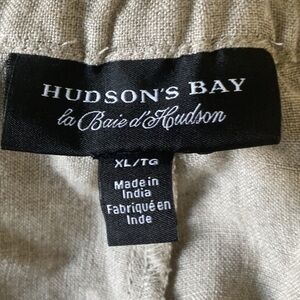 HUDSON'S BAY
la Baie d'Hudson
XL/TG
Made in
India
Fabriqué en
Inde